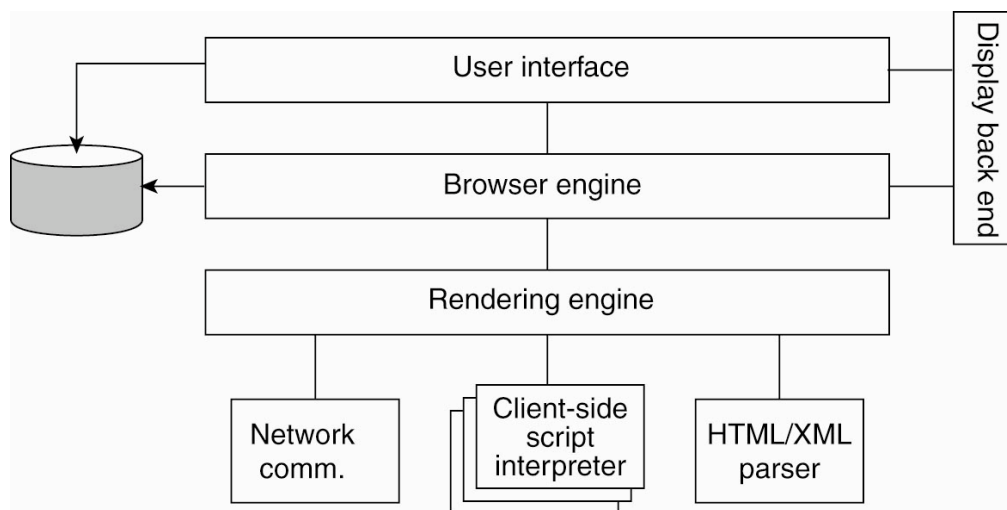 User interface
Display back end
Browser engine
Rendering engine
Network
comm.
Client-side
script
interpreter
HTML/XML
parser